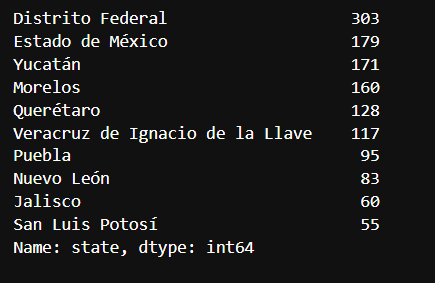 Distrito Federal 303
Estado de México 179
Yucatán 171
Morelos 160
Querétaro 128
Veracruz de Ignacio de la Llave 117
Puebla 95
Nuevo León 83
Jalisco 60
San Luis Potosí 55
Name: state, dtype: int64